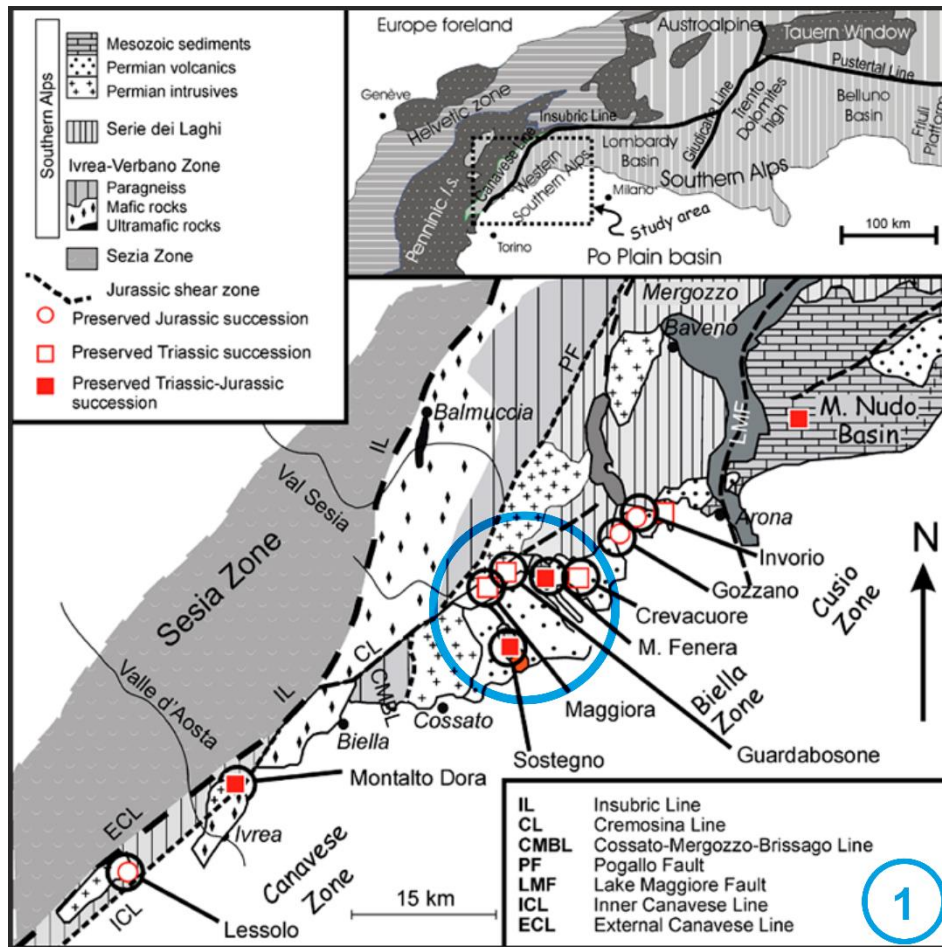 Southern Alps
Mesozoic sediments
Permian volcanics
Permian intrusives
Serie dei Laghi
Ivrea-Verbano Zone
Paragneiss
Mafic rocks
Ultramafic rocks
Sezia Zone
Jurassic shear zone
Preserved Jurassic succession
Preserved Triassic succession
Preserved Triassic-Jurassic
succession
Europe foreland
Austroalpine
Tauern Window
Genève
Helvetic zone
Insubric Line
Pustertal Line
Penninic I.s.
Canavese Line
Western
Southern Alps
Milano
Lombardy
Basin
Giudicarie Line
Trento
Dolomites
high
Belluno
Basin
Friuli
Platform
Southern Alps
Study area
Torino
Po Plain basin
100 km
Mergozzo
Baveno
PF
IL
Balmuccia
LMF
M. Nudo
Basin
Val Sesia
Sesia Zone
Arona
Invorio
N
Gozzano
Cusio
Zone
Crevacuore
M. Fenera
CL
CMBL
Valle d'Aosta
IL
Biella
Cossato
Maggiora
Biella
Zone
Guardabosone
Sostegno
Montalto Dora
ECL
Ivrea
Canavese
Zone
ICL
Lessolo
15 km
IL Insubric Line
CL Cremosina Line
CMBL Cossato-Mergozzo-Brissago Line
PF Pogallo Fault
LMF Lake Maggiore Fault
ICL Inner Canavese Line
ECL External Canavese Line
1